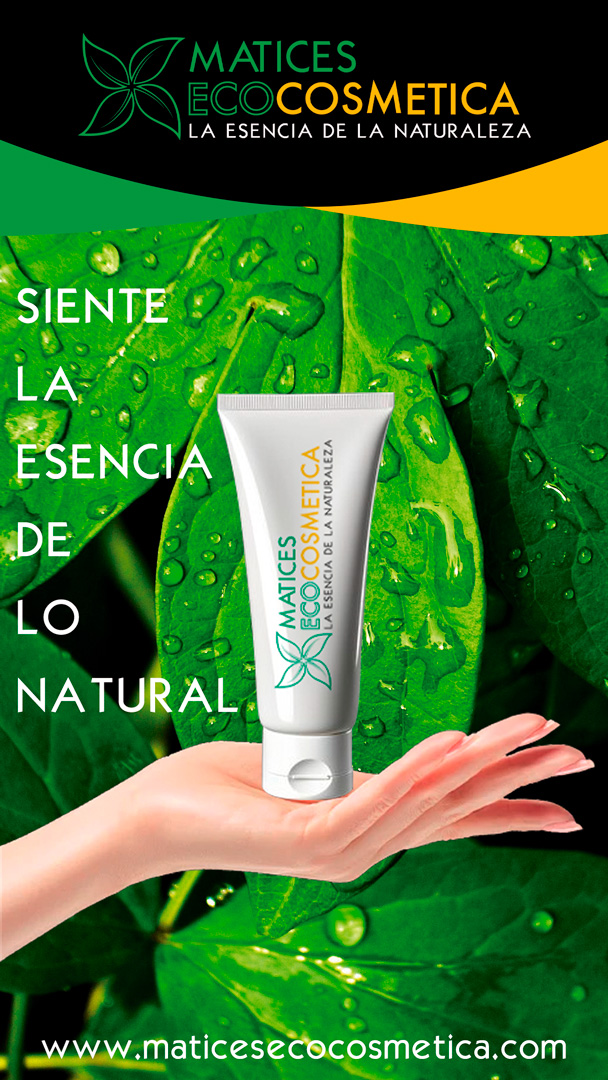 MATICES
ECOCOSMETICA
LA ESENCIA DE LA NATURALEZA
SIENTE
LA
ESENCIA
DE
LO
NATURAL
MATICES
ECOCOSMETICA
LA ESENCIA DE LA NATURALEZA
www.maticesecocosmetica.com